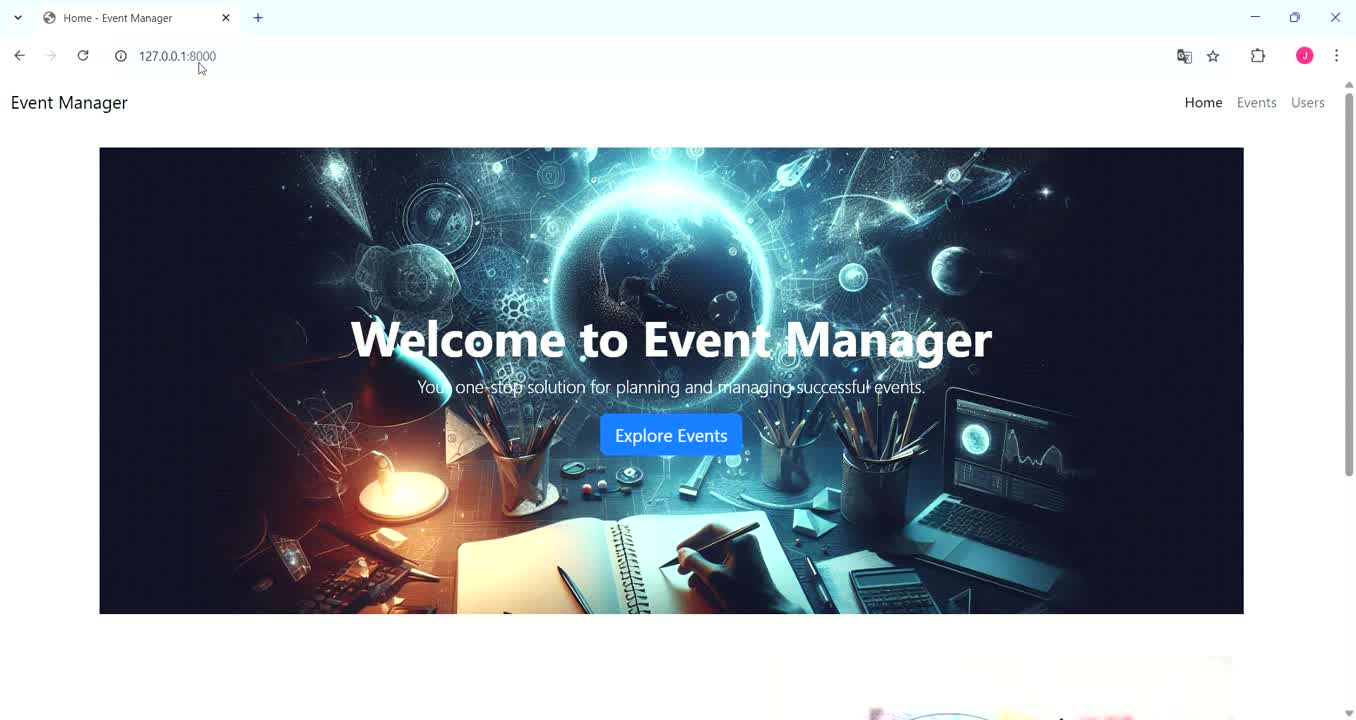 Home - Event Manager
127.0.0.1:8000
J
Event Manager
Home Events Users
Welcome to Event Manager
Your one-stop solution for planning and managing successful events.
Explore Events